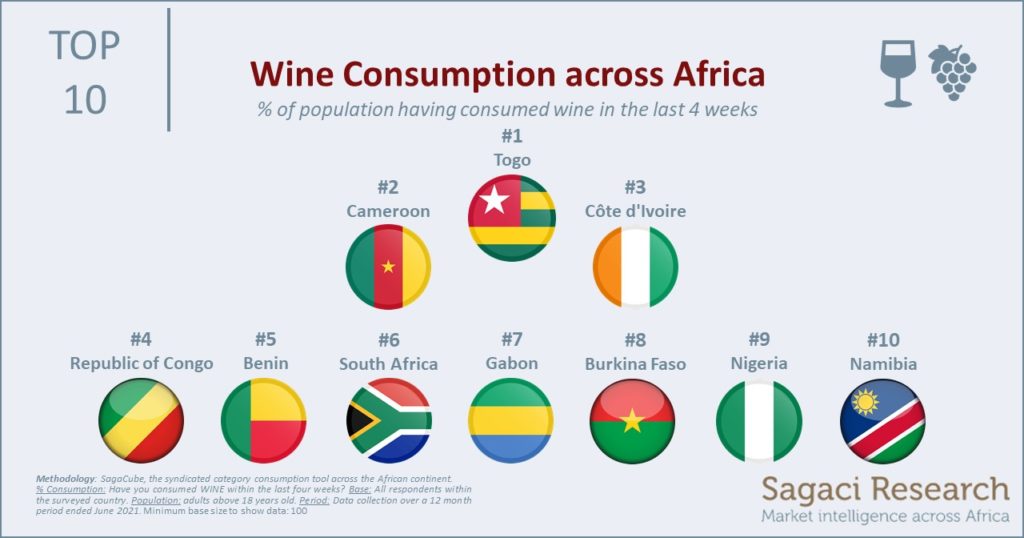 TOP
10
Wine Consumption across Africa
% of population having consumed wine in the last 4 weeks
#1
Togo
#2
Cameroon
#3
Côte d'Ivoire
#4
Republic of Congo
#5
Benin
#6
South Africa
#7
Gabon
#8
Burkina Faso
#9
Nigeria
#10
Namibia
Methodology: SagaCube, the syndicated category consumption tool across the African continent.
% Consumption: Have you consumed WINE within the last four weeks? Base: All respondents within
the surveyed country. Population: adults above 18 years old. Period: Data collection over a 12 month
period ended June 2021. Minimum base size to show data: 100
Sagaci Research
Market intelligence across Africa